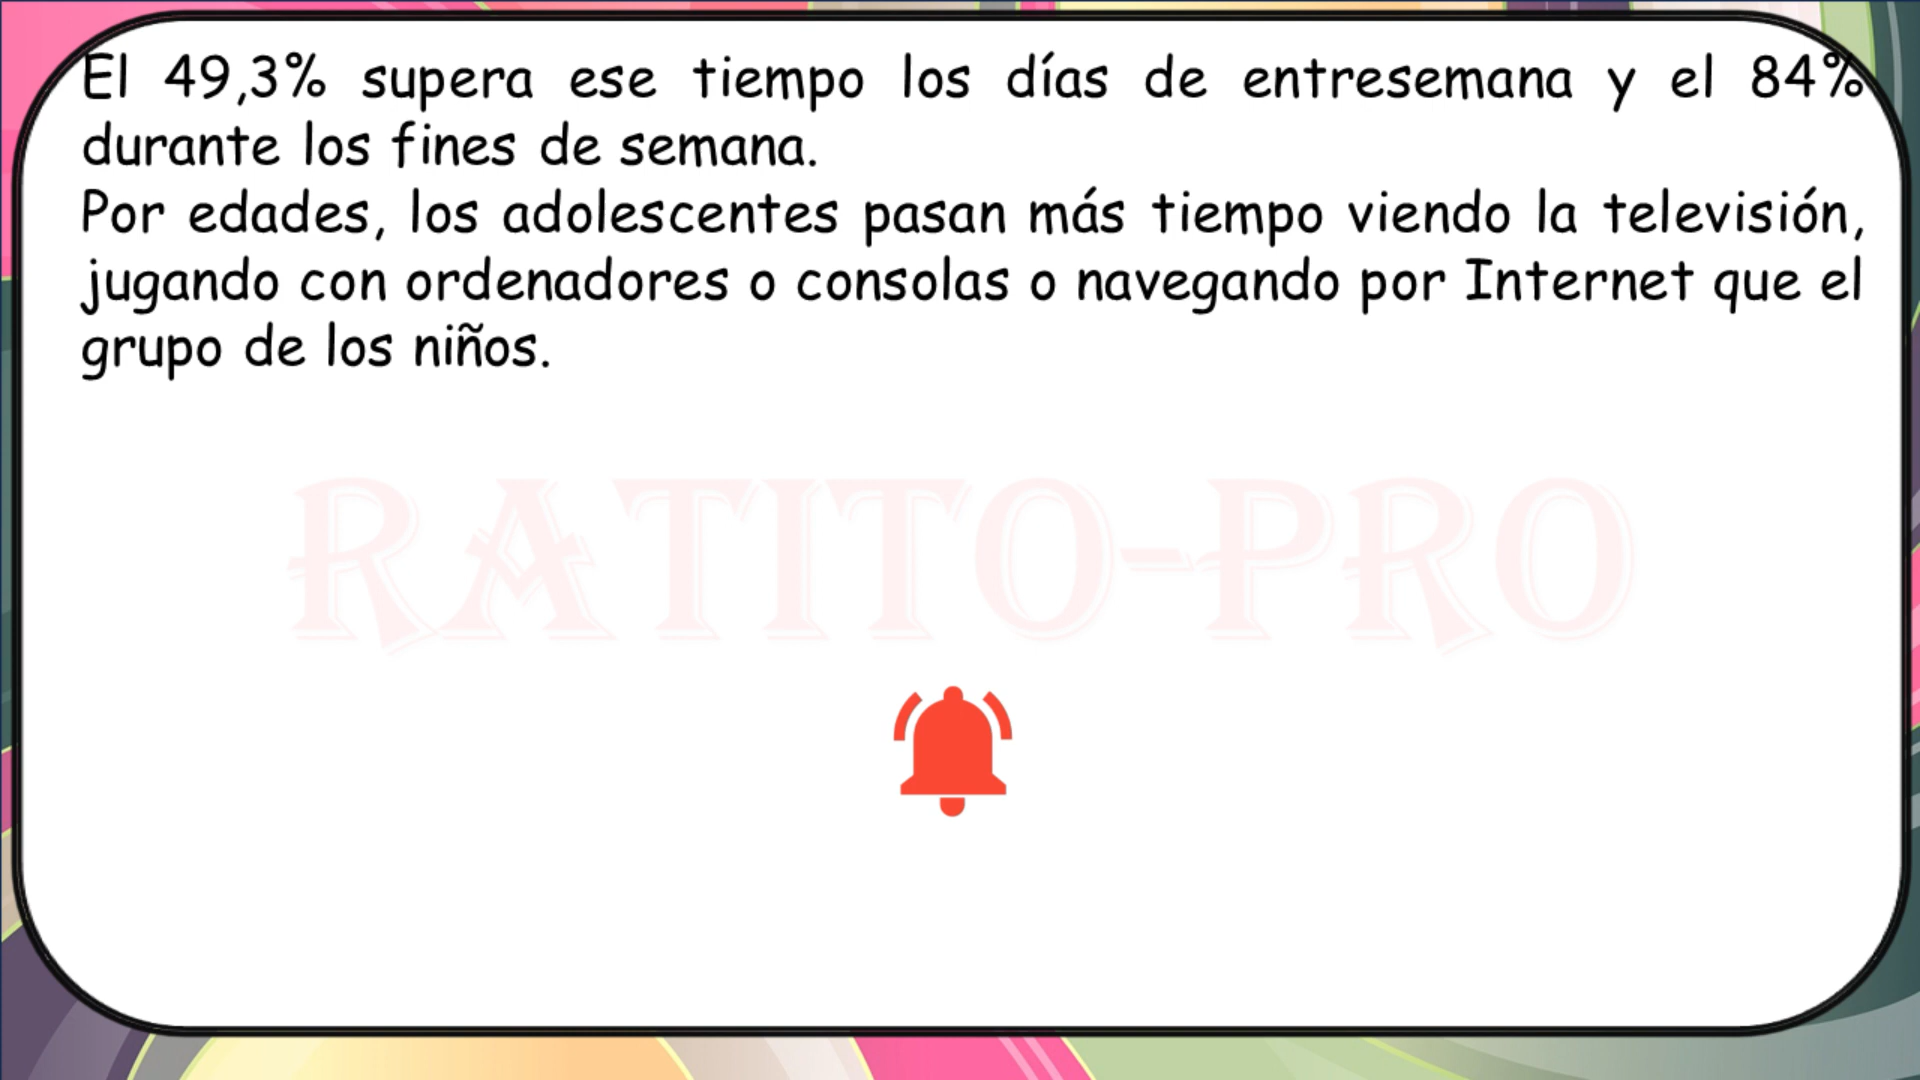 El 49,3% supera ese tiempo los días de entresemana y el 84%
durante los fines de semana.
Por edades, los adolescentes pasan más tiempo viendo la televisión,
jugando con ordenadores o consolas o navegando por Internet que el
grupo de los niños.
RATITO-PRO